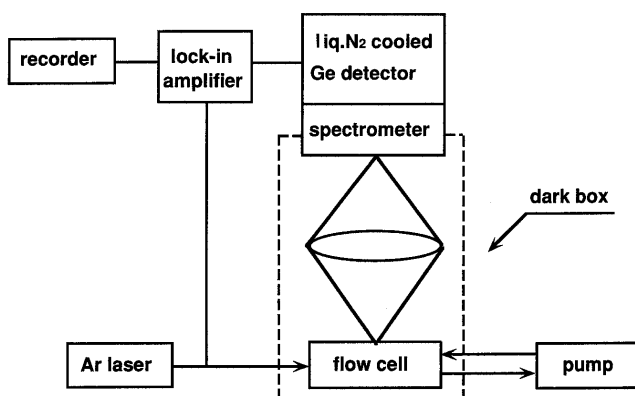 recorder
lock-in
amplifier
liq.N₂ cooled
Ge detector
spectrometer
dark box
Ar laser
flow cell
pump